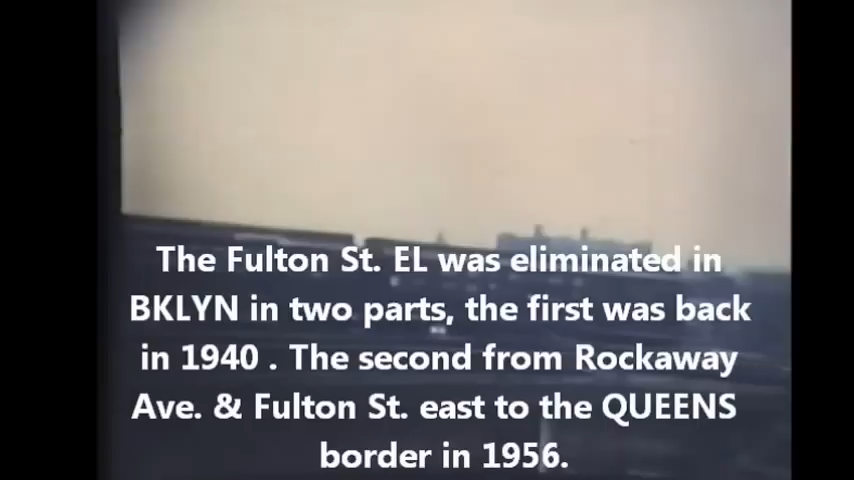 The Fulton St. EL was eliminated in
BKLYN in two parts, the first was back
in 1940 . The second from Rockaway
Ave. & Fulton St. east to the QUEENS
border in 1956.